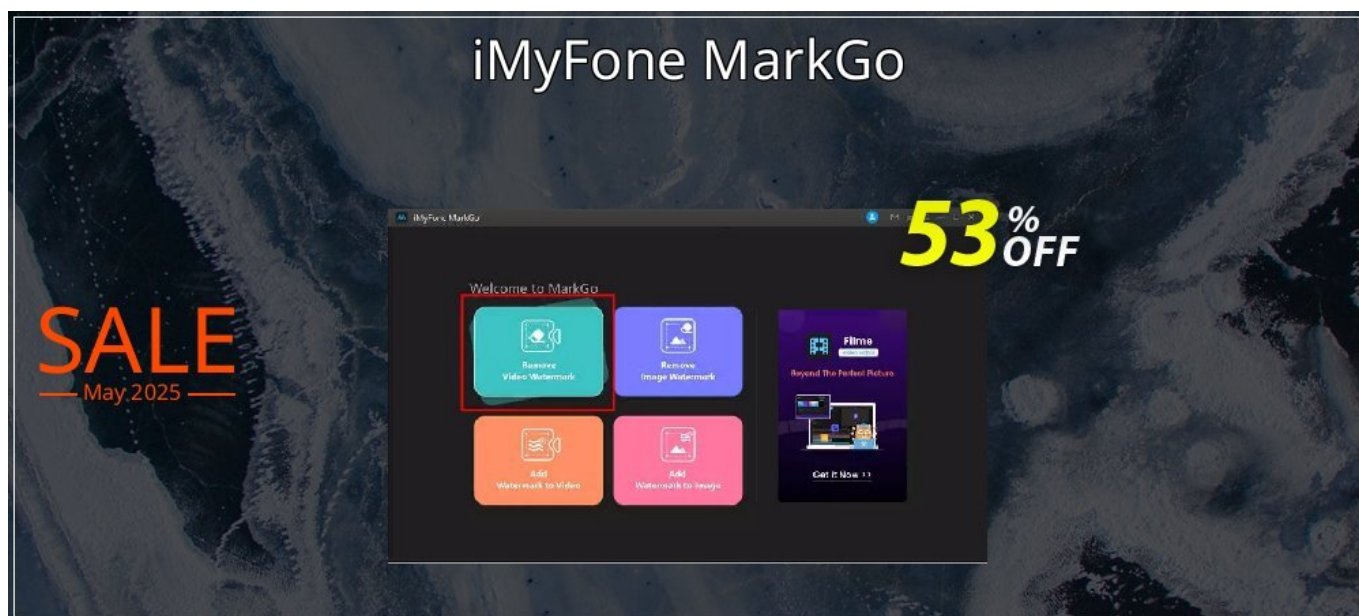 iMyFone MarkGo
53% OFF
SALE
May 2025
iMyFone MarkGo
Welcome to MarkGo
Remove
Video Watermark
Remove
Image Watermark
Add
Watermark to Video
Add
Watermark to Image
Filme
Beyond The Perfect Picture
Get It Now >>